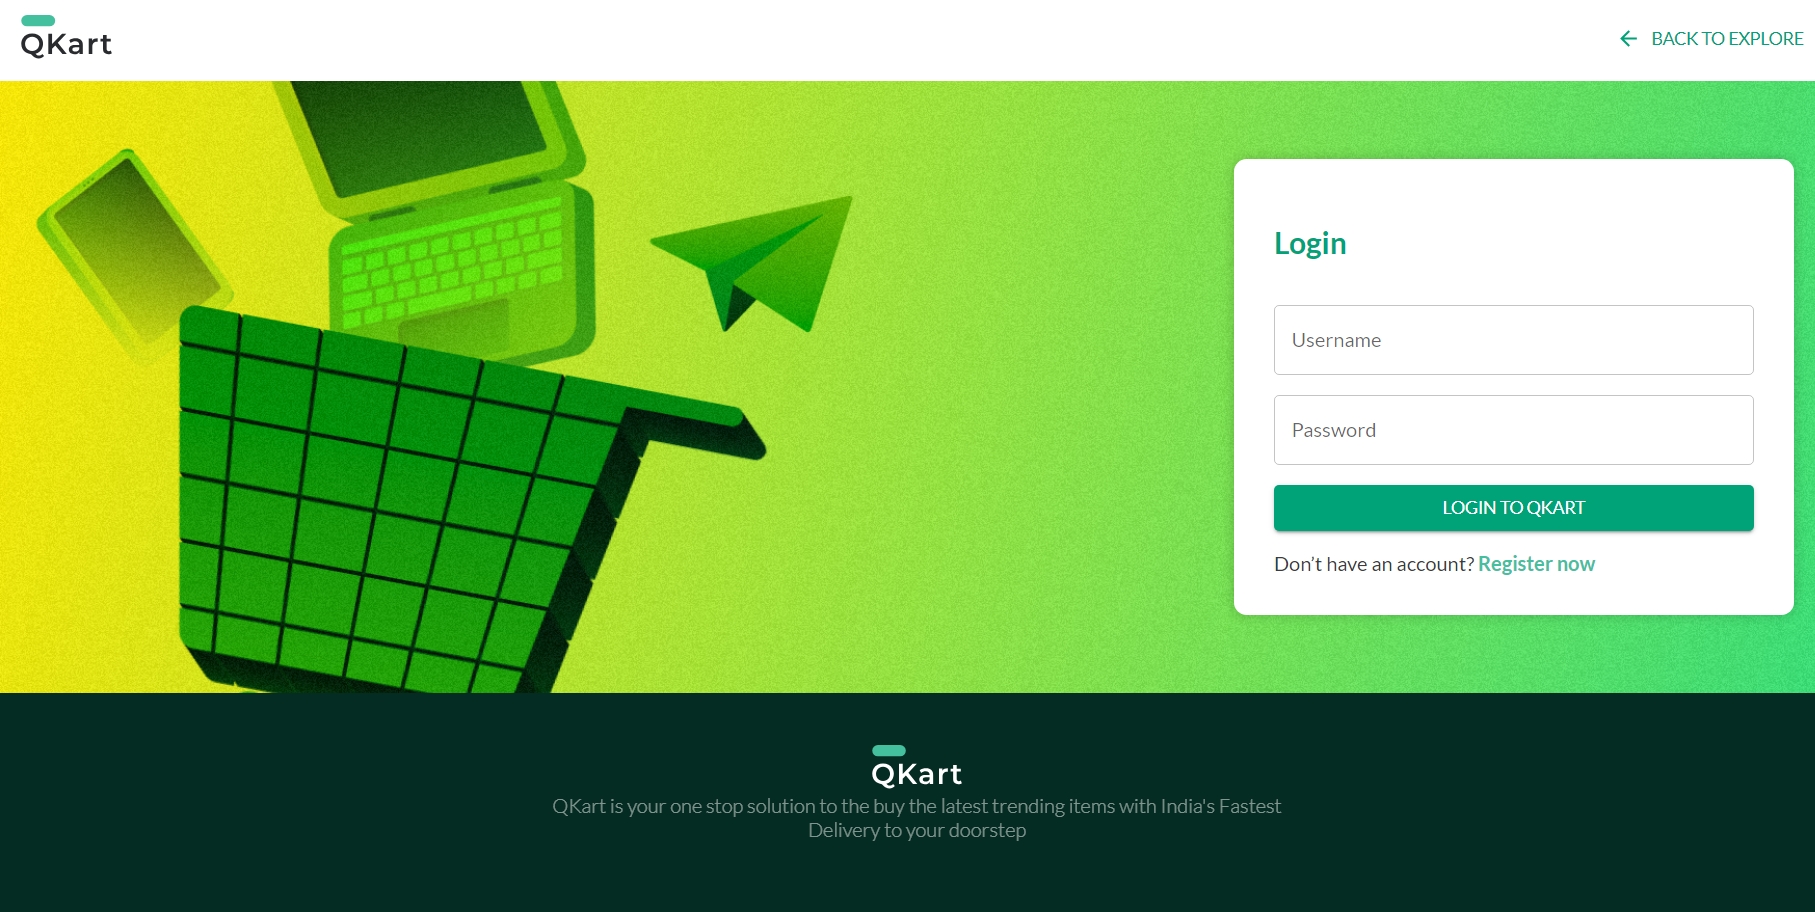 QKart
BACK TO EXPLORE
Login
Username
Password
LOGIN TO QKART
Don’t have an account? Register now
QKart
QKart is your one stop solution to the buy the latest trending items with India's Fastest
Delivery to your doorstep